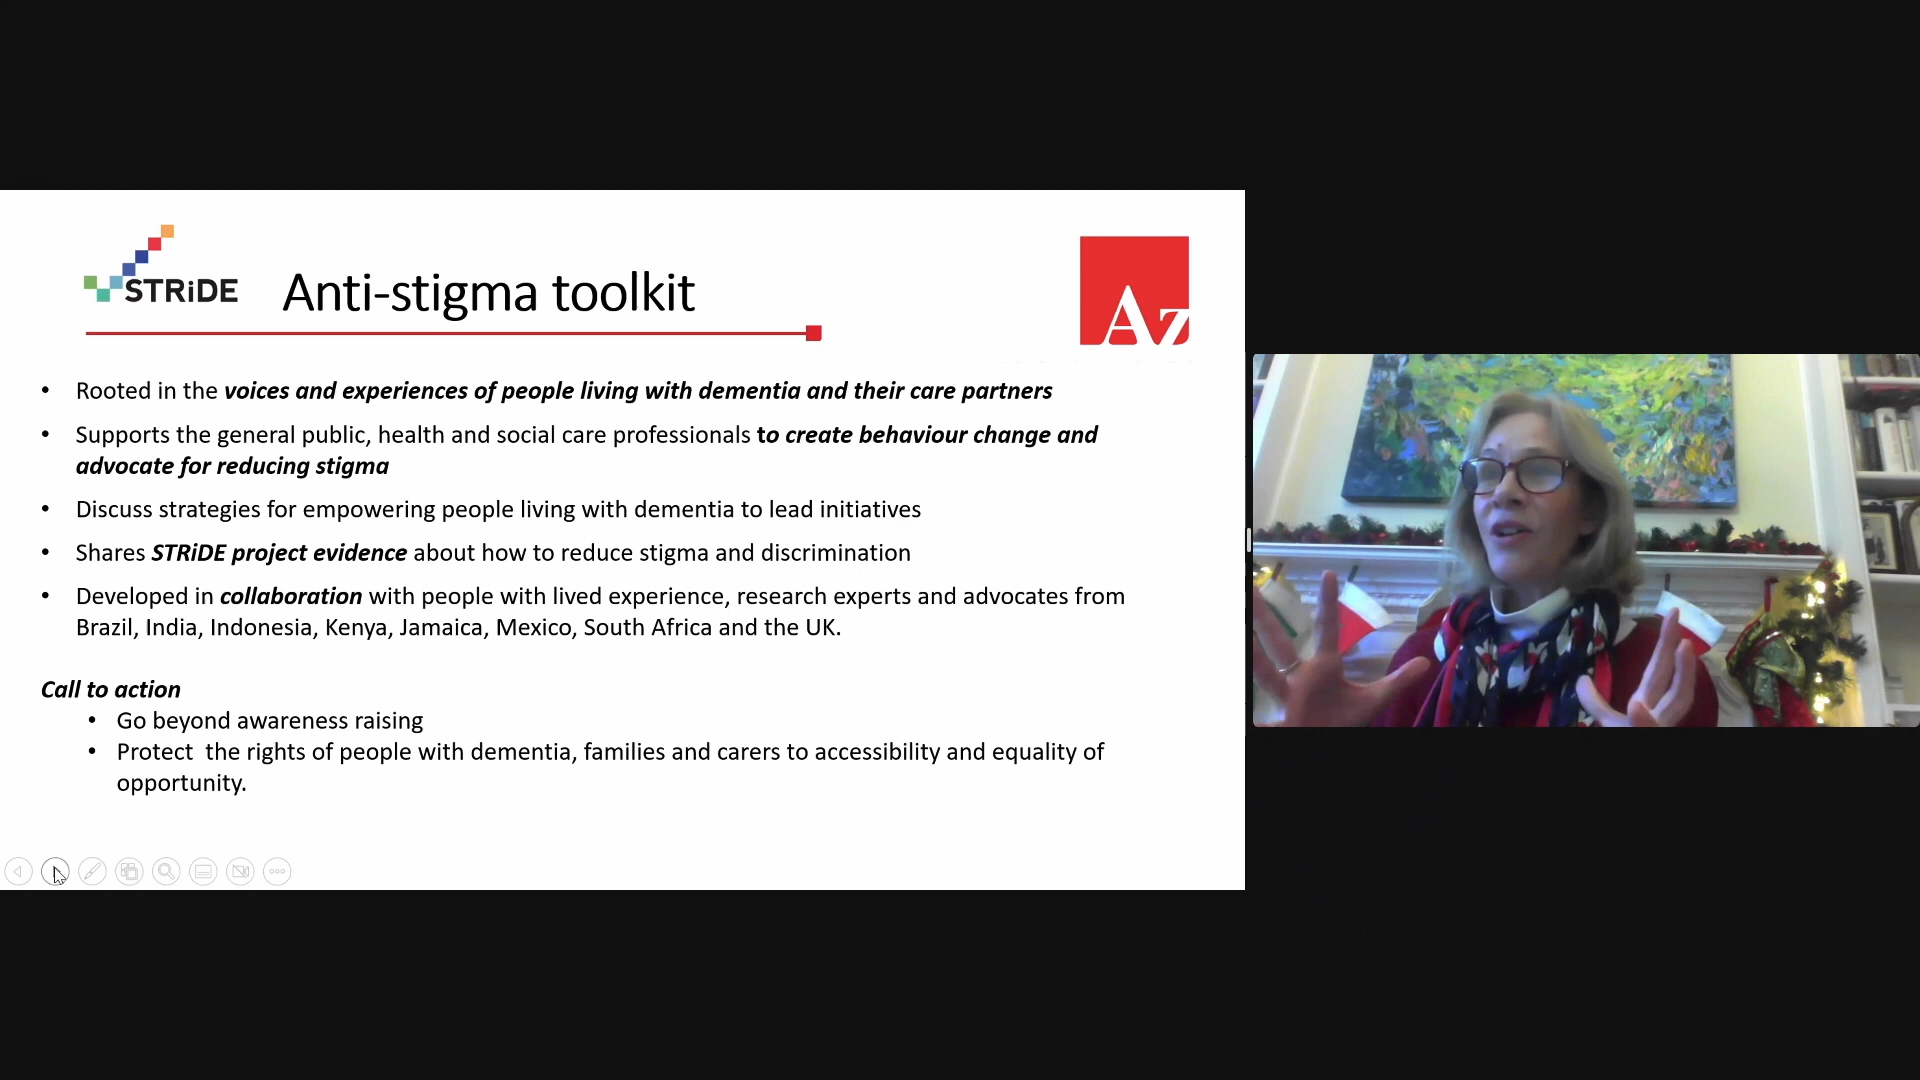 STRiDE
Anti-stigma toolkit
Az
• Rooted in the voices and experiences of people living with dementia and their care partners
• Supports the general public, health and social care professionals to create behaviour change and
advocate for reducing stigma
• Discuss strategies for empowering people living with dementia to lead initiatives
• Shares STRiDE project evidence about how to reduce stigma and discrimination
• Developed in collaboration with people with lived experience, research experts and advocates from
Brazil, India, Indonesia, Kenya, Jamaica, Mexico, South Africa and the UK.
Call to action
• Go beyond awareness raising
• Protect  the rights of people with dementia, families and carers to accessibility and equality of
opportunity.